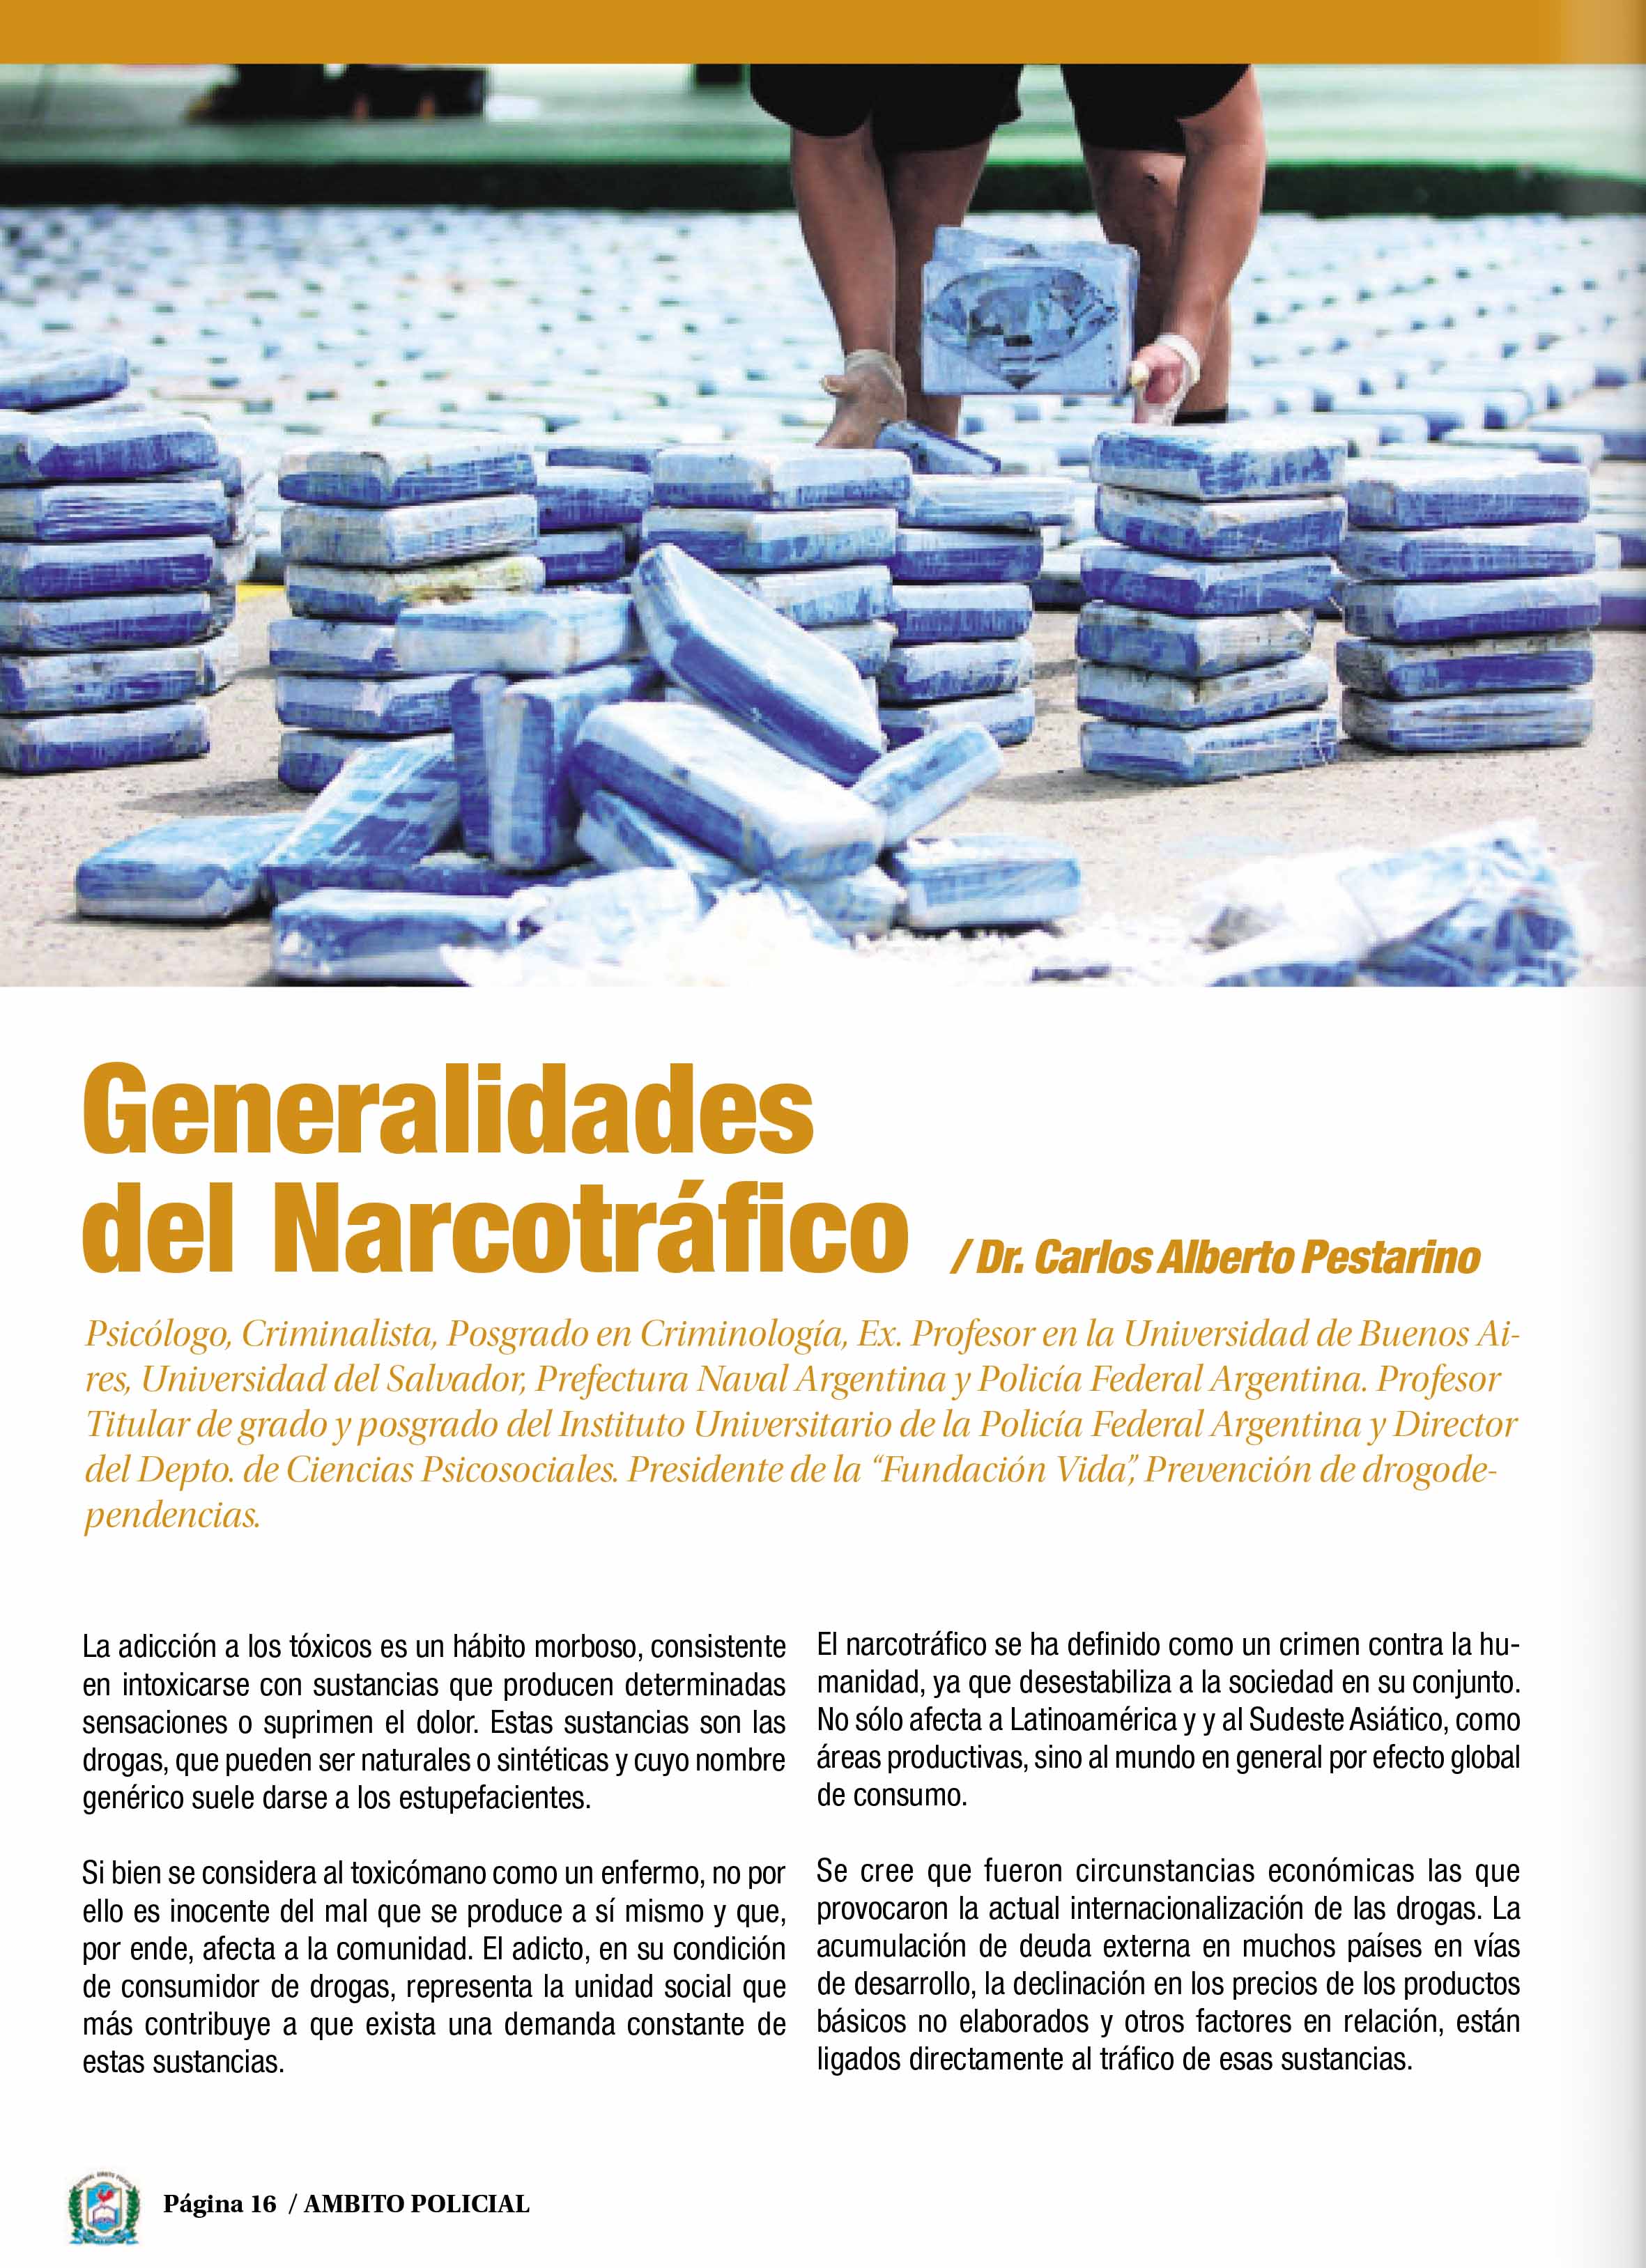 Generalidades
del Narcotráfico / Dr. Carlos Alberto Pestarino
Psicólogo, Criminalista, Posgrado en Criminología, Ex. Profesor en la Universidad de Buenos Ai-
res, Universidad del Salvador, Prefectura Naval Argentina y Policía Federal Argentina. Profesor
Titular de grado y posgrado del Instituto Universitario de la Policía Federal Argentina y Director
del Depto. de Ciencias Psicosociales. Presidente de la “Fundación Vida”, Prevención de drogode-
pendencias.
La adicción a los tóxicos es un hábito morboso, consistente
en intoxicarse con sustancias que producen determinadas
sensaciones o suprimen el dolor. Estas sustancias son las
drogas, que pueden ser naturales o sintéticas y cuyo nombre
genérico suele darse a los estupefacientes.
Si bien se considera al toxicómano como un enfermo, no por
ello es inocente del mal que se produce a sí mismo y que,
por ende, afecta a la comunidad. El adicto, en su condición
de consumidor de drogas, representa la unidad social que
más contribuye a que exista una demanda constante de
estas sustancias.
El narcotráfico se ha definido como un crimen contra la hu-
manidad, ya que desestabiliza a la sociedad en su conjunto.
No sólo afecta a Latinoamérica y y al Sudeste Asiático, como
áreas productivas, sino al mundo en general por efecto global
de consumo.
Se cree que fueron circunstancias económicas las que
provocaron la actual internacionalización de las drogas. La
acumulación de deuda externa en muchos países en vías
de desarrollo, la declinación en los precios de los productos
básicos no elaborados y otros factores en relación, están
ligados directamente al tráfico de esas sustancias.
Página 16 / AMBITO POLICIAL